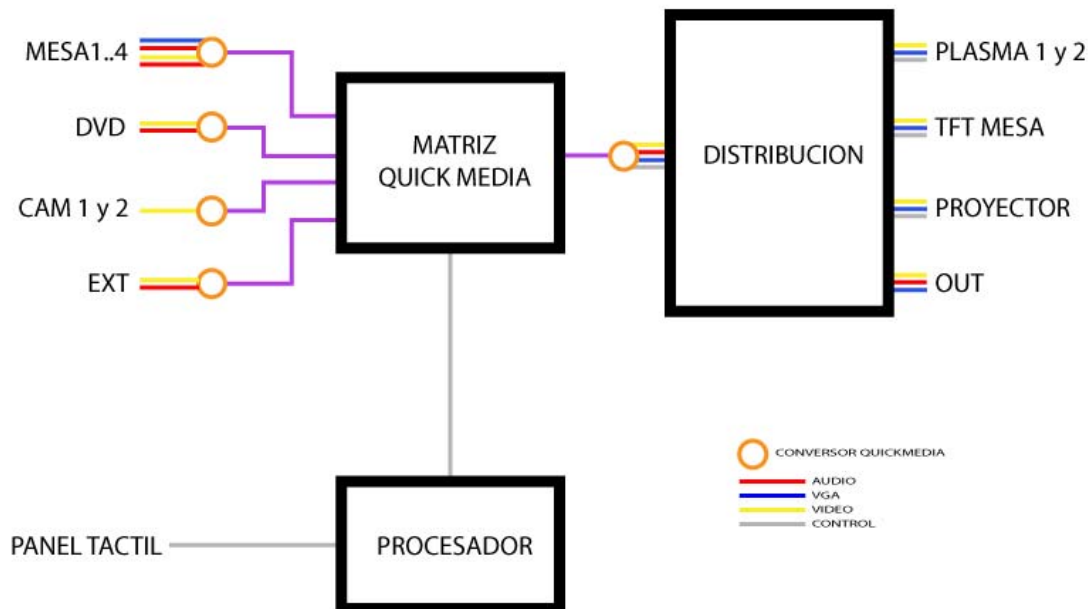 MESA1..4
DVD
CAM 1 y 2
EXT
MATRIZ
QUICK MEDIA
DISTRIBUCION
PLASMA 1 y 2
TFT MESA
PROYECTOR
OUT
CONVERSOR QUICKMEDIA
AUDIO
VGA
VIDEO
CONTROL
PANEL TACTIL
PROCESADOR